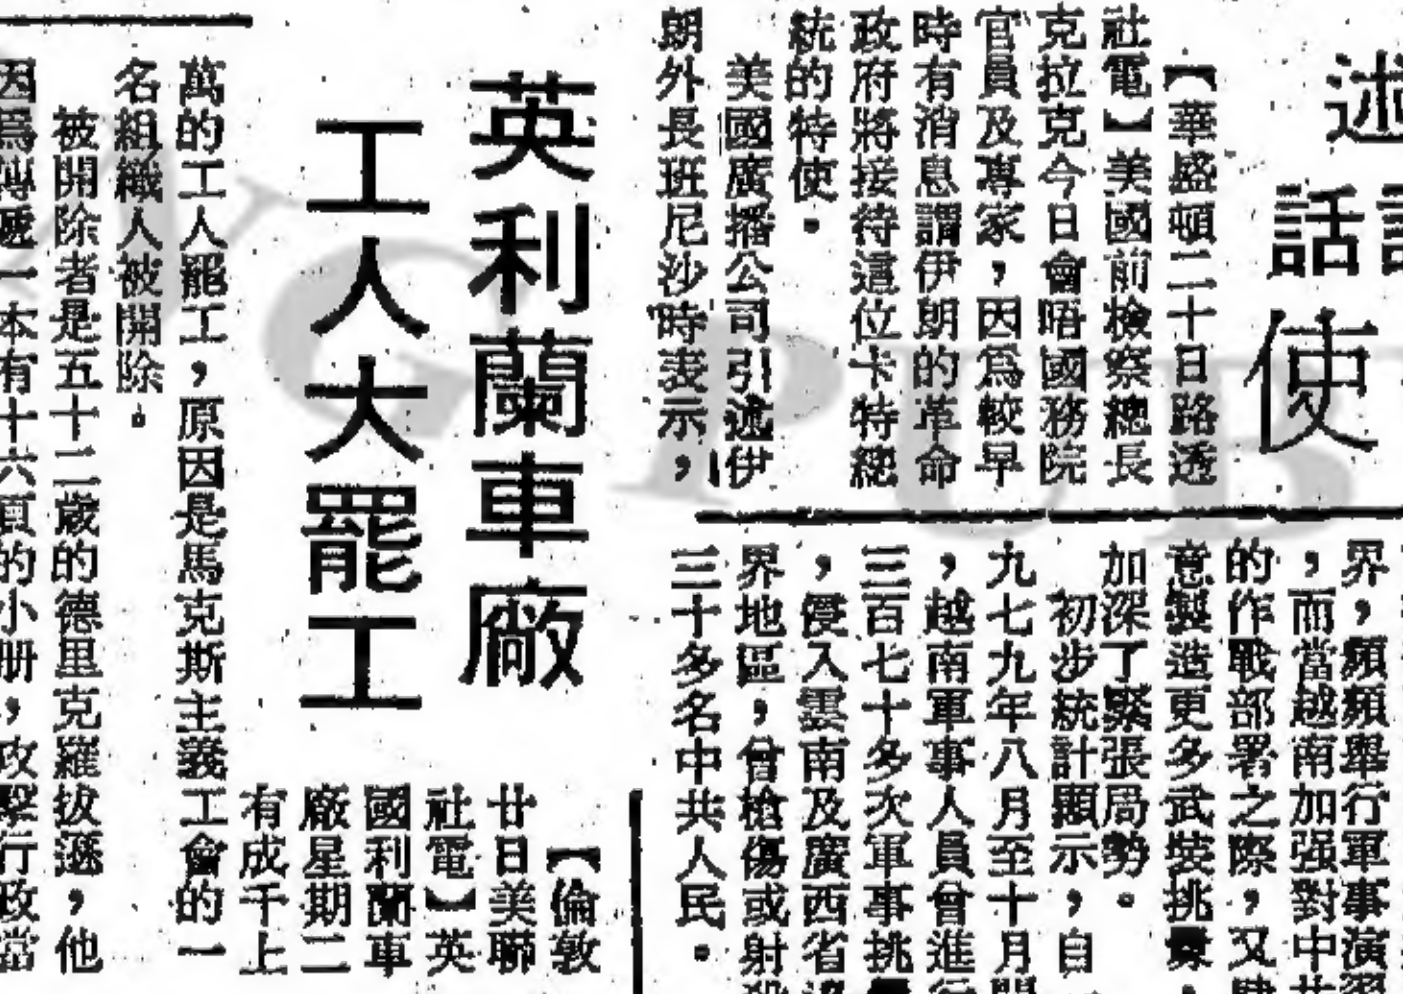 述
話
使
【華盛頓二十日路透
社電】美國前檢察總長
克拉克今日會晤國務院
官員及專家，因爲較早
時有消息謂伊朗的革命
政府將接待這位卡特總
統的特使。
美國廣播公司引述伊
朗外長班尼沙時表示，
界，頻頻舉行軍事演習
，而當越南加强對中共
的作戰部署之際，又肆
意製造更多武裝挑釁，
加深了緊張局勢。
初步統計顯示，自
九七九年八月至十月間
，越南軍事人員曾進行
三百七十多次軍事挑釁
，侵入雲南及廣西省邊
界地區，曾槍傷或射殺
三十多名中共人民。
英利蘭車廠
工人大罷工
【倫敦
廿日美聯
社電】英
國利蘭車
廠星期二
有成千上
萬的工人罷工，原因是馬克斯主義工會的一
名組織人被開除。
被開除者是五十二歲的德里克羅拔遜，他
因爲傳遞一本有十六頁的小册，攻擊行政當